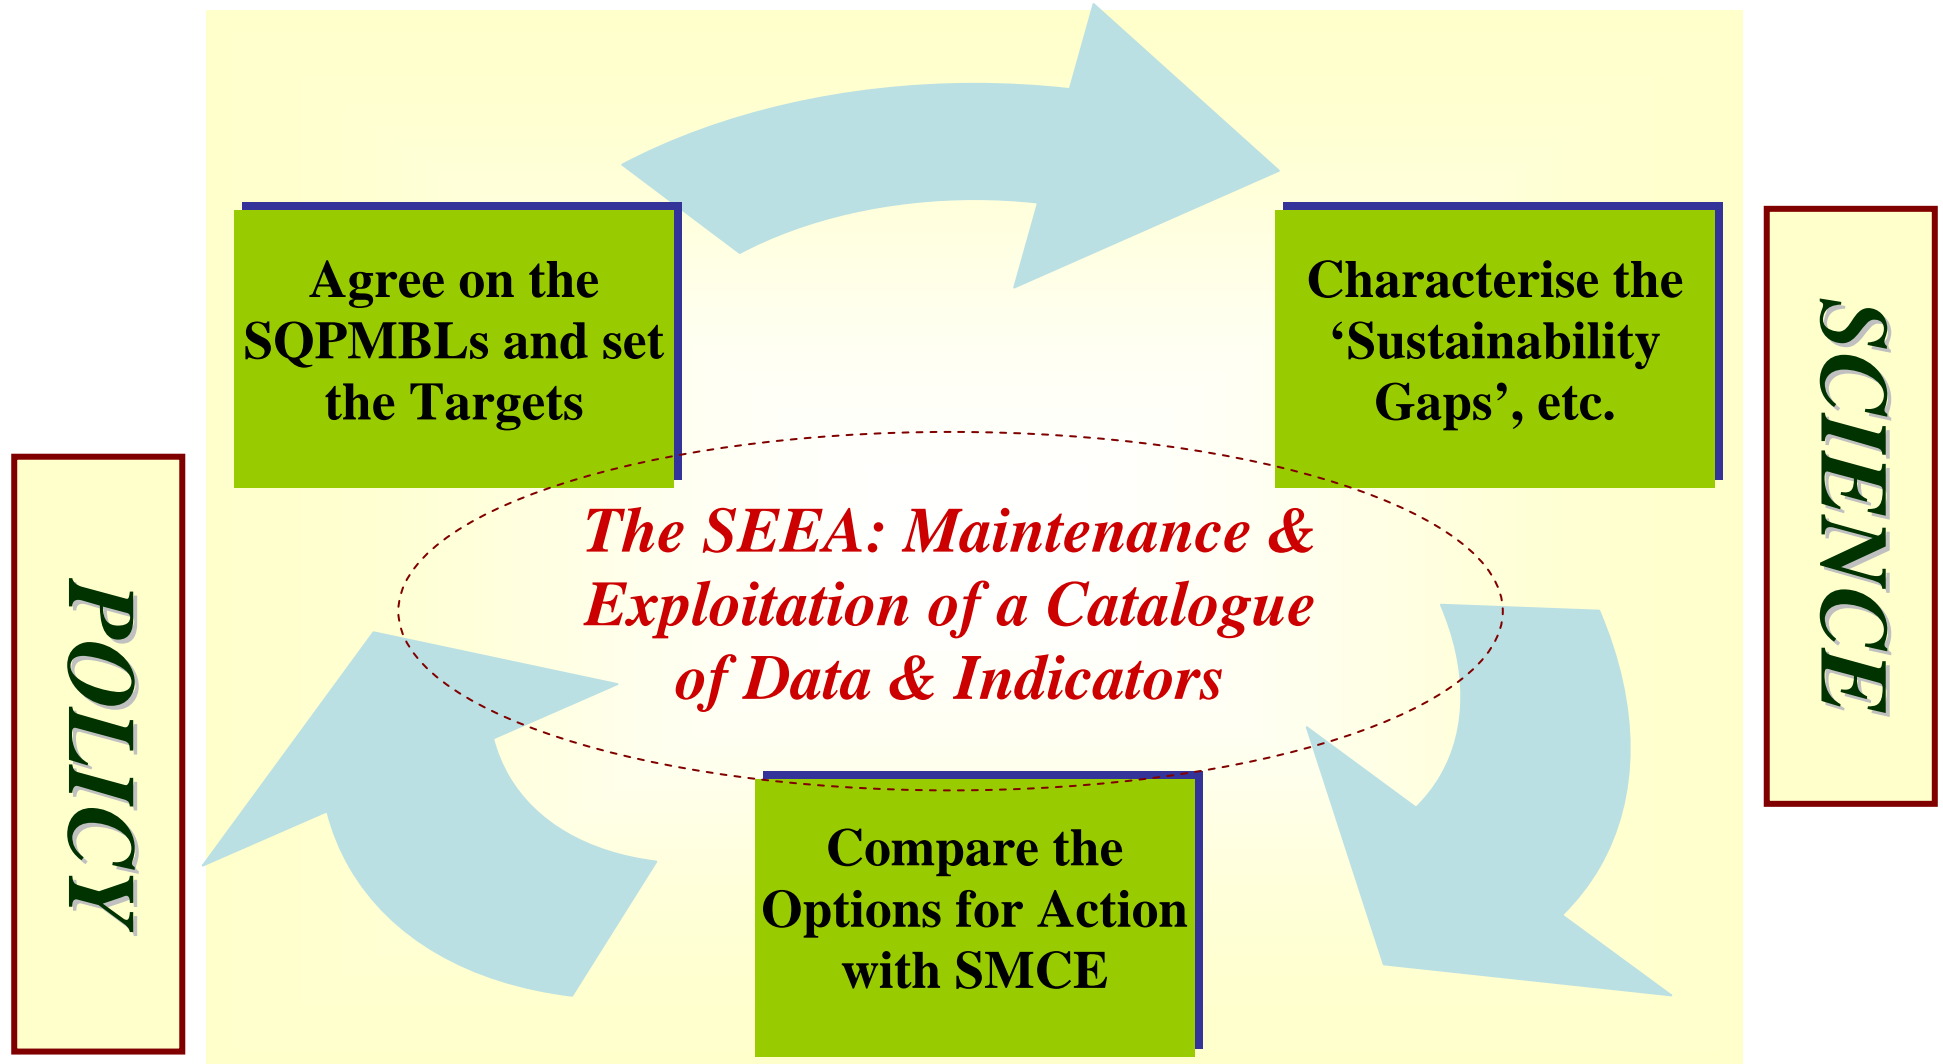 Agree on the
SQPMBLs and set
the Targets
Characterise the
‘Sustainability
Gaps’, etc.
SCIENCE
The SEEA: Maintenance &
Exploitation of a Catalogue
of Data & Indicators
POLICY
Compare the
Options for Action
with SMCE